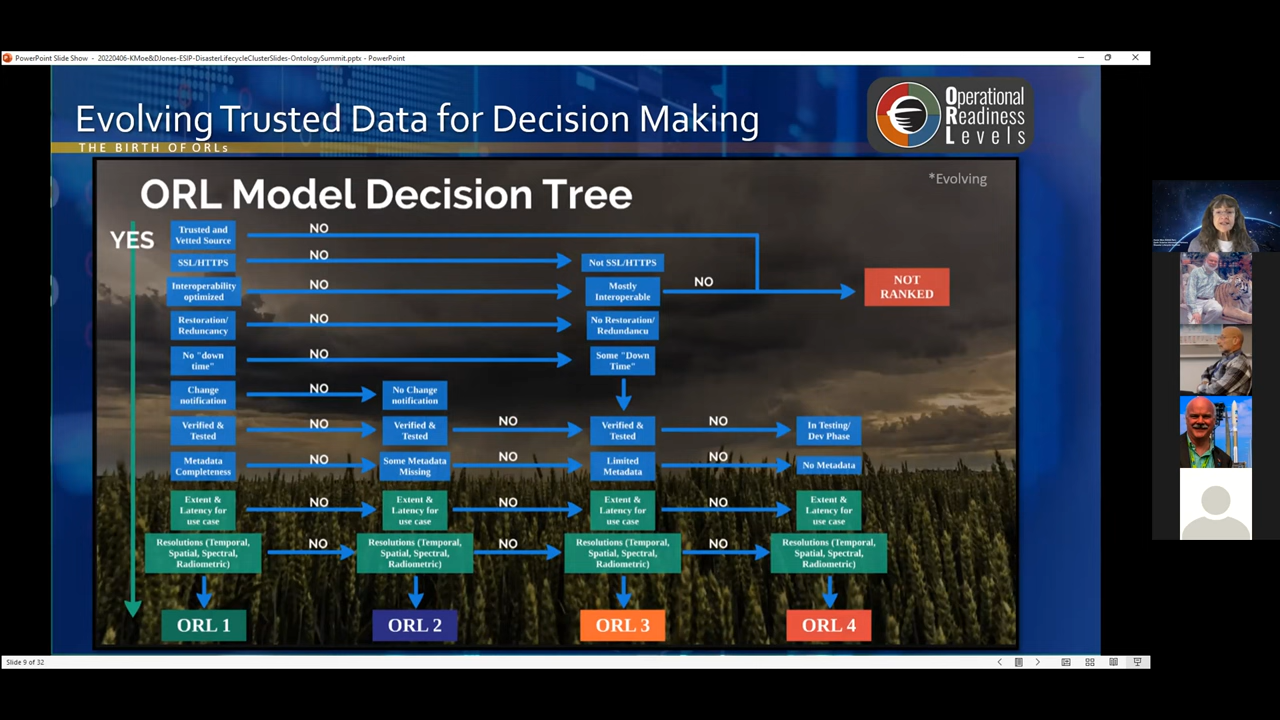 PowerPoint Slide Show - 20220406-KMoe&DJones-ESIP-DisasterLifecycleClusterSlides-OntologySummit.pptx - PowerPoint
Evolving Trusted Data for Decision Making
THE BIRTH OF ORLs
Operational
Readiness
Levels
ORL Model Decision Tree
*Evolving
YES
Trusted and
Vetted Source
NO
SSL/HTTPS
NO
Not SSL/HTTPS
Interoperability
optimized
NO
Mostly
Interoperable
NO
NOT
RANKED
Restoration/
Reduncancy
NO
No Restoration/
Redundancu
No "down
time"
NO
Some "Down
Time"
Change
notification
NO
No Change
notification
Verified &
Tested
NO
Verified &
Tested
NO
Verified &
Tested
NO
In Testing/
Dev Phase
Metadata
Completeness
NO
Some Metadata
Missing
NO
Limited
Metadata
NO
No Metadata
Extent &
Latency for
use case
NO
Extent &
Latency for
use case
NO
Extent &
Latency for
use case
NO
Extent &
Latency for
use case
Resolutions (Temporal,
Spatial, Spectral,
Radiometric)
NO
Resolutions (Temporal,
Spatial, Spectral,
Radiometric)
NO
Resolutions (Temporal,
Spatial, Spectral,
Radiometric)
NO
Resolutions (Temporal,
Spatial, Spectral,
Radiometric)
ORL 1
ORL 2
ORL 3
ORL 4
Slide 9 of 32